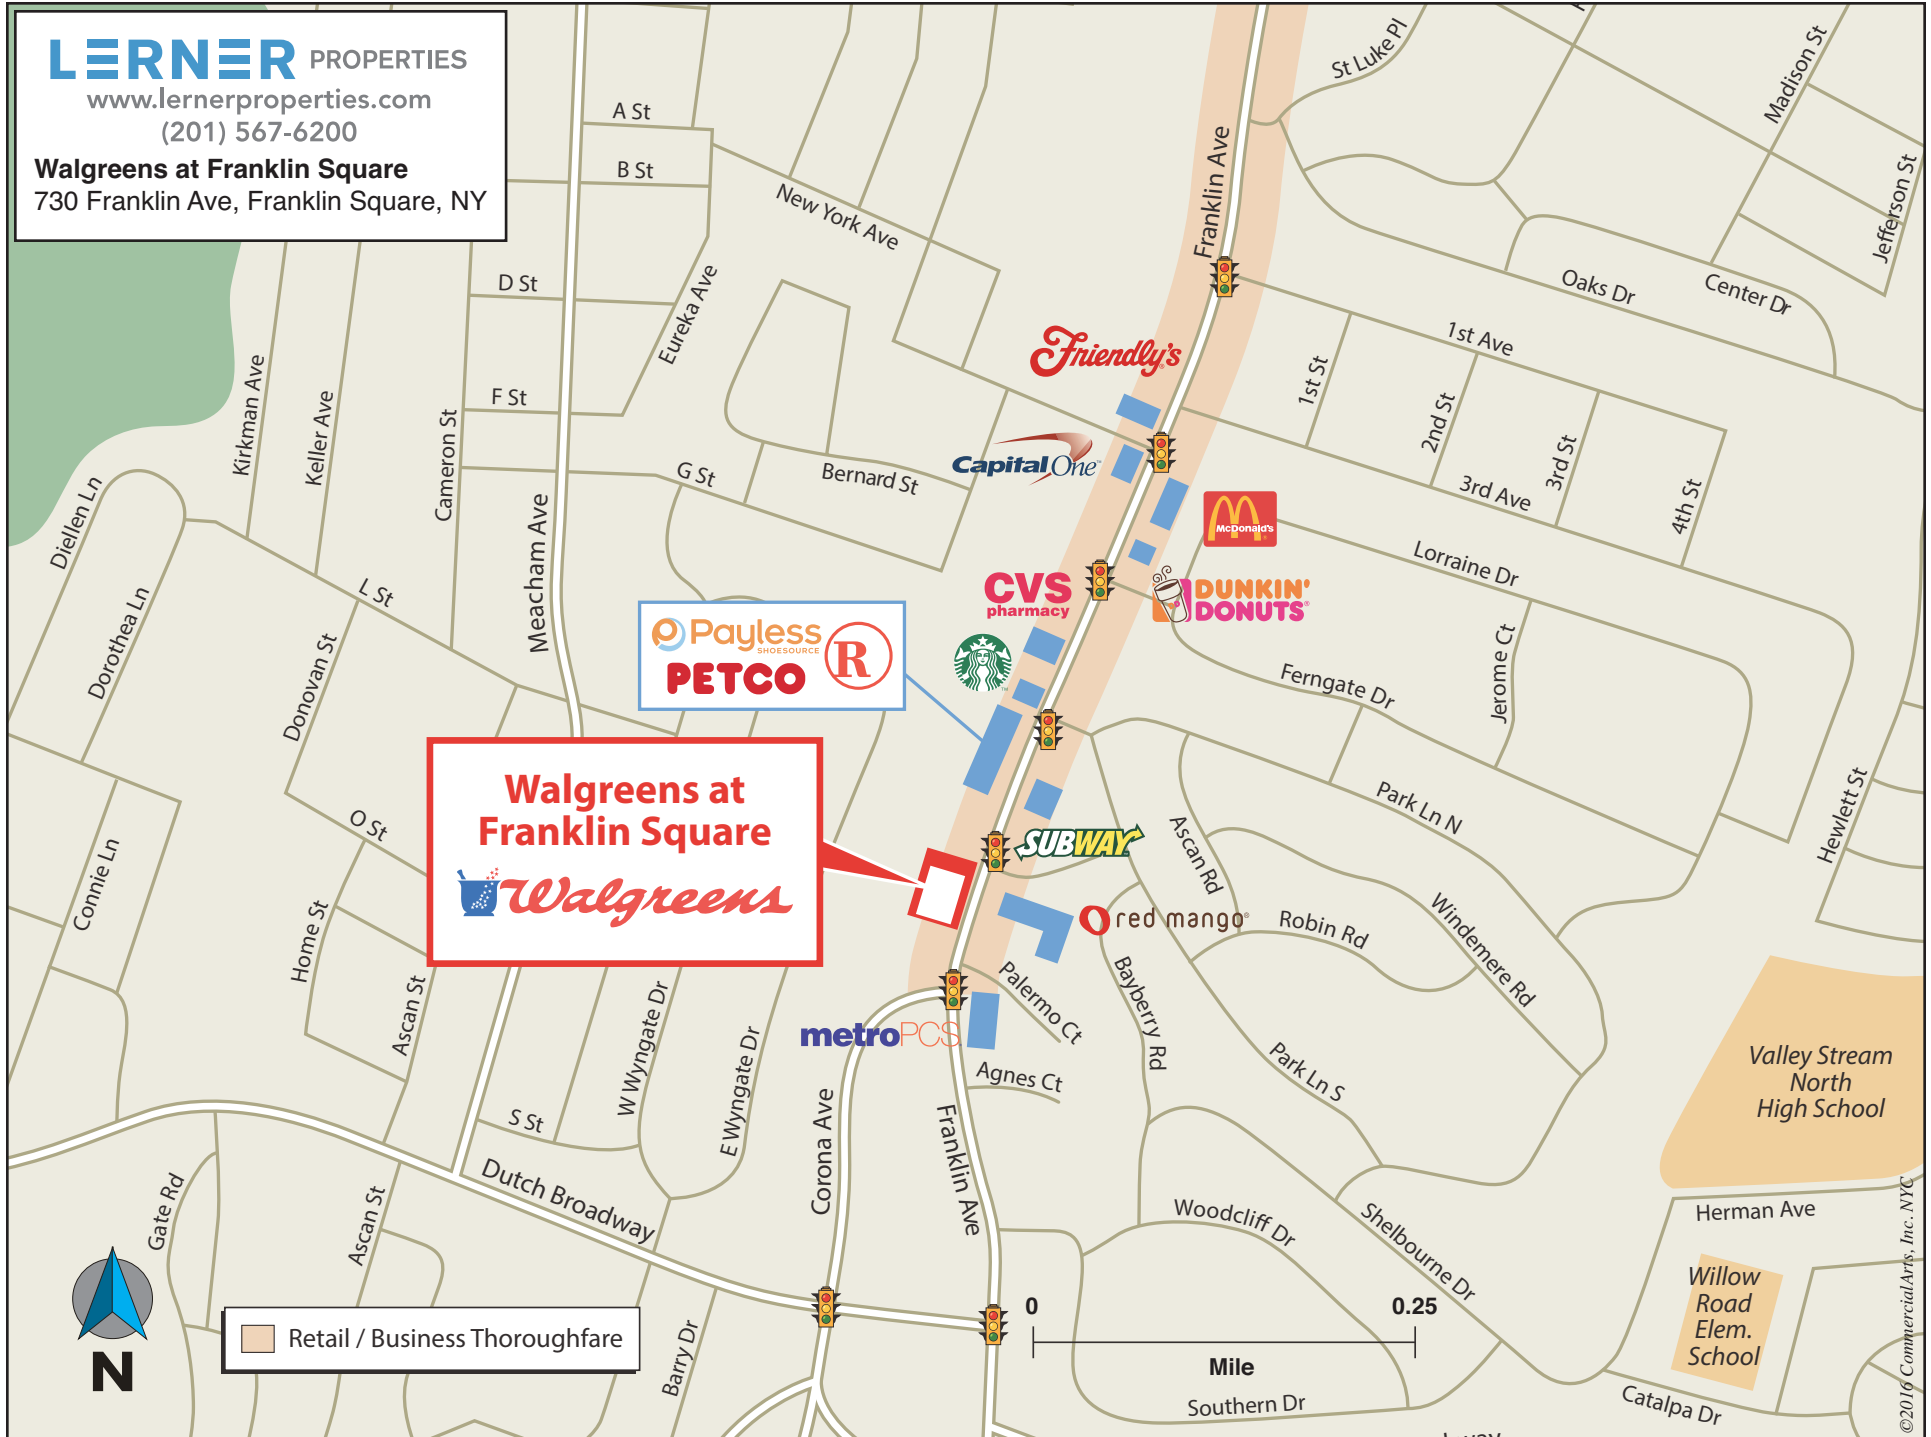 LERNER PROPERTIES
www.lernerproperties.com
(201) 567-6200
Walgreens at Franklin Square
730 Franklin Ave, Franklin Square, NY
A St
B St
New York Ave
D St
Eureka Ave
F St
G St
Bernard St
Kirkman Ave
Keller Ave
Cameron St
Meacham Ave
Diellen Ln
Dorothea Ln
L St
Donovan St
O St
Connie Ln
Home St
Ascan St
St Luke Pl
Franklin Ave
Madison St
Jefferson St
Oaks Dr
Center Dr
1st Ave
1st St
2nd St
3rd St
3rd Ave
4th St
Friendly's
Capital One
McDonald's
Lorraine Dr
CVS
pharmacy
DUNKIN'
DONUTS
Payless
SHOESOURCE
PETCO
R
Ferngate Dr
Jerome Ct
Hewlett St
Park Ln N
Ascan Rd
Walgreens at
Franklin Square
Walgreens
SUBWAY
red mango
Robin Rd
Windemere Rd
Bayberry Rd
Palermo Ct
metroPCS
Agnes Ct
Park Ln S
W Wyngate Dr
E Wyngate Dr
S St
Corona Ave
Franklin Ave
Dutch Broadway
Gate Rd
Ascan St
Barry Dr
Woodcliff Dr
Shelbourne Dr
Southern Dr
Catalpa Dr
Herman Ave
Valley Stream
North
High School
Willow
Road
Elem.
School
N
Retail / Business Thoroughfare
0
0.25
Mile
©2016 CommercialArts, Inc. NYC